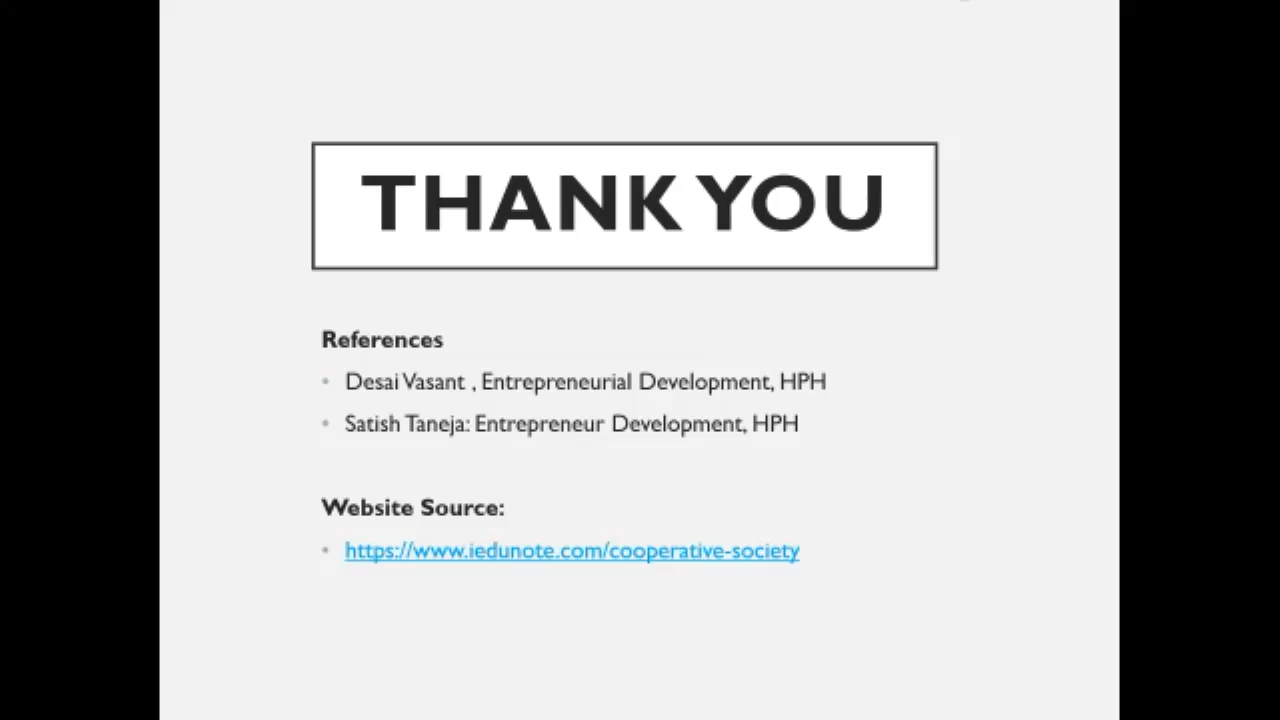 THANK YOU
References
• Desai Vasant , Entrepreneurial Development, HPH
• Satish Taneja: Entrepreneur Development, HPH
Website Source:
• https://www.iedunote.com/cooperative-society